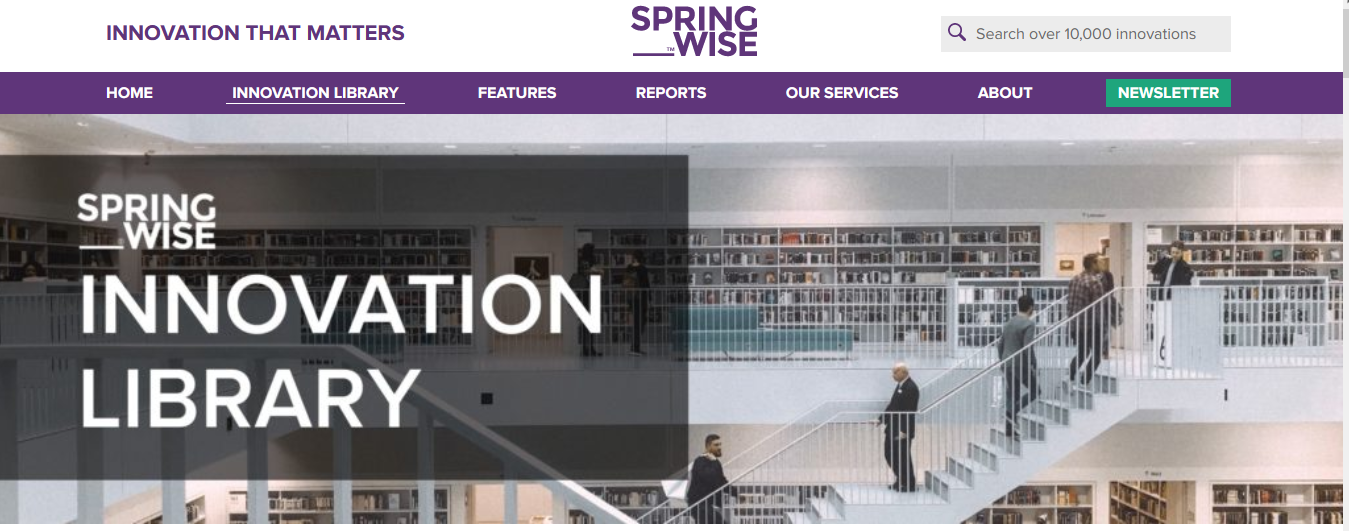 INNOVATION THAT MATTERS
SPRING
WISE
TM
Search over 10,000 innovations
HOME
INNOVATION LIBRARY
FEATURES
REPORTS
OUR SERVICES
ABOUT
NEWSLETTER
SPRING
WISE
INNOVATION
LIBRARY